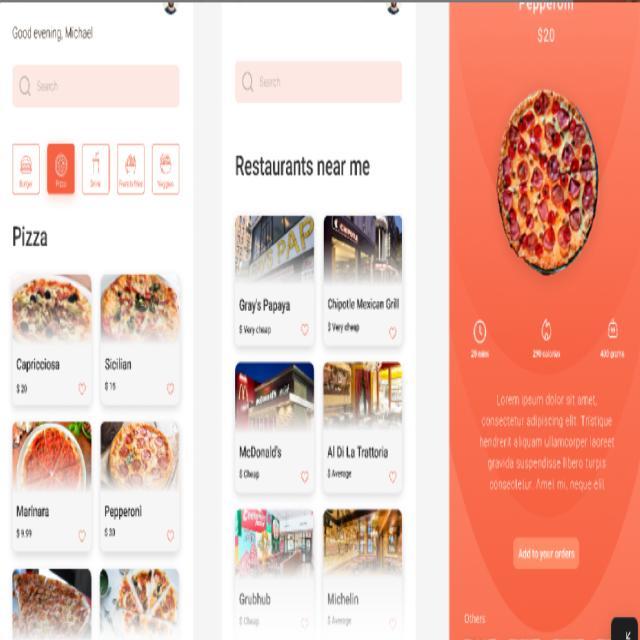 Good evening, Michael
Search
Burger
Pizza
Drink
French fries
Veggies
Pizza
Capricciosa
$ 20
Sicilian
$ 15
Marinara
$ 9.99
Pepperoni
$ 20
Search
Restaurants near me
Gray's Papaya
$ Very cheap
Chipotle Mexican Grill
$ Very cheap
McDonald's
$ Cheap
Al Di La Trattoria
$ Average
Grubhub
$ Cheap
Michelin
$ Average
Pepperoni
$20
290 calories
400 grams
Lorem ipsum dolor sit amet,
consectetur adipiscing elit. Tristique
hendrerit aliquam ullamcorper laoreet
gravida suspendisse libero turpis
consectetur. Amet mi, neque elit.
Add to your orders
Others